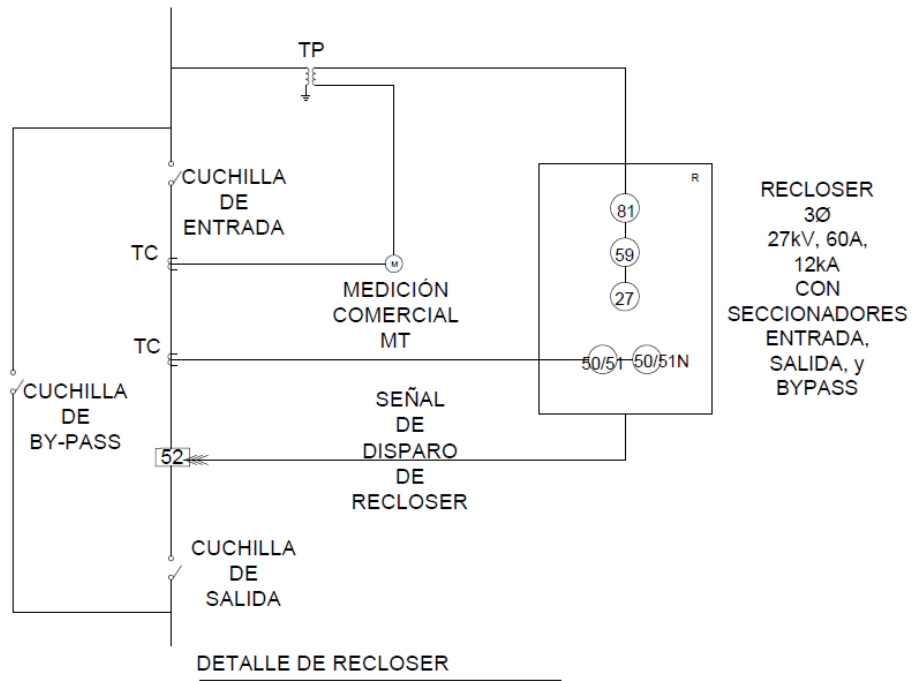 TP
R
CUCHILLA
DE
ENTRADA
81
59
27
RECLOSER
3Ø
27kV, 60A,
12kA
CON
SECCIONADORES
ENTRADA,
SALIDA, y
BYPASS
TC
M
MEDICIÓN
COMERCIAL
MT
TC
50/51
50/51N
CUCHILLA
DE
BY-PASS
SEÑAL
DE
DISPARO
DE
RECLOSER
52
CUCHILLA
DE
SALIDA
DETALLE DE RECLOSER